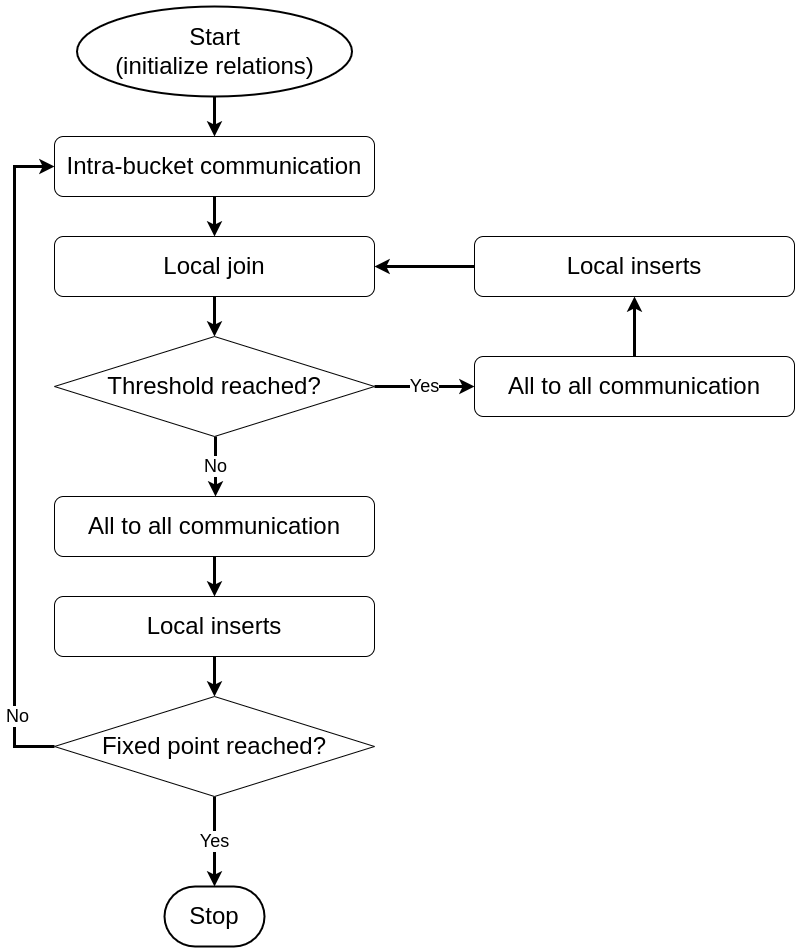 Start
(initialize relations)
Intra-bucket communication
Local join
Local inserts
Threshold reached?
Yes
All to all communication
No
All to all communication
Local inserts
No
Fixed point reached?
Yes
Stop